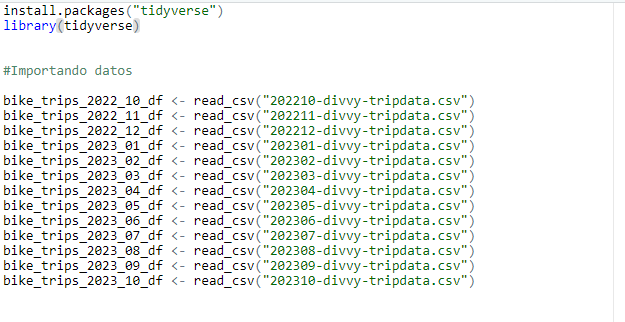 install.packages("tidyverse")
library(tidyverse)
#Importando datos
bike_trips_2022_10_df <- read_csv("202210-divvy-tripdata.csv")
bike_trips_2022_11_df <- read_csv("202211-divvy-tripdata.csv")
bike_trips_2022_12_df <- read_csv("202212-divvy-tripdata.csv")
bike_trips_2023_01_df <- read_csv("202301-divvy-tripdata.csv")
bike_trips_2023_02_df <- read_csv("202302-divvy-tripdata.csv")
bike_trips_2023_03_df <- read_csv("202303-divvy-tripdata.csv")
bike_trips_2023_04_df <- read_csv("202304-divvy-tripdata.csv")
bike_trips_2023_05_df <- read_csv("202305-divvy-tripdata.csv")
bike_trips_2023_06_df <- read_csv("202306-divvy-tripdata.csv")
bike_trips_2023_07_df <- read_csv("202307-divvy-tripdata.csv")
bike_trips_2023_08_df <- read_csv("202308-divvy-tripdata.csv")
bike_trips_2023_09_df <- read_csv("202309-divvy-tripdata.csv")
bike_trips_2023_10_df <- read_csv("202310-divvy-tripdata.csv")